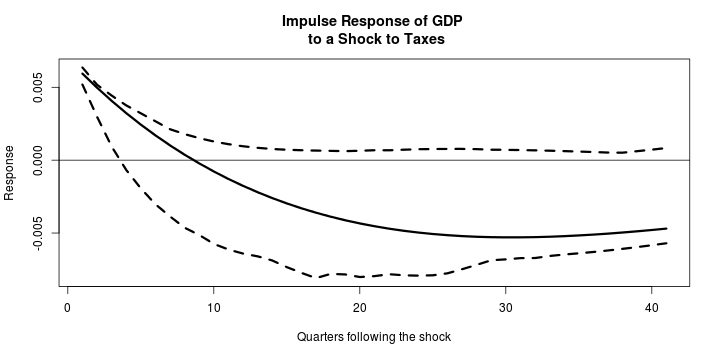 Impulse Response of GDP
to a Shock to Taxes
Response
0.005
0.000
-0.005
0 10 20 30 40
Quarters following the shock